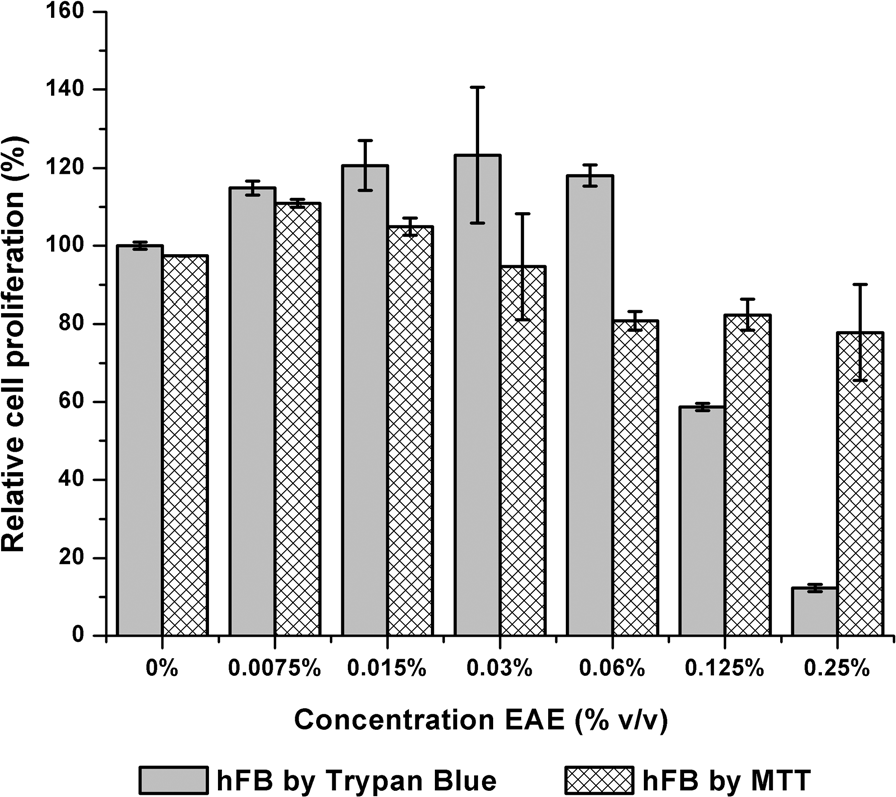 160
140
120
100
80
60
40
20
0
Relative cell proliferation (%)
0% 0.0075% 0.015% 0.03% 0.06% 0.125% 0.25%
Concentration EAE (% v/v)
hFB by Trypan Blue hFB by MTT